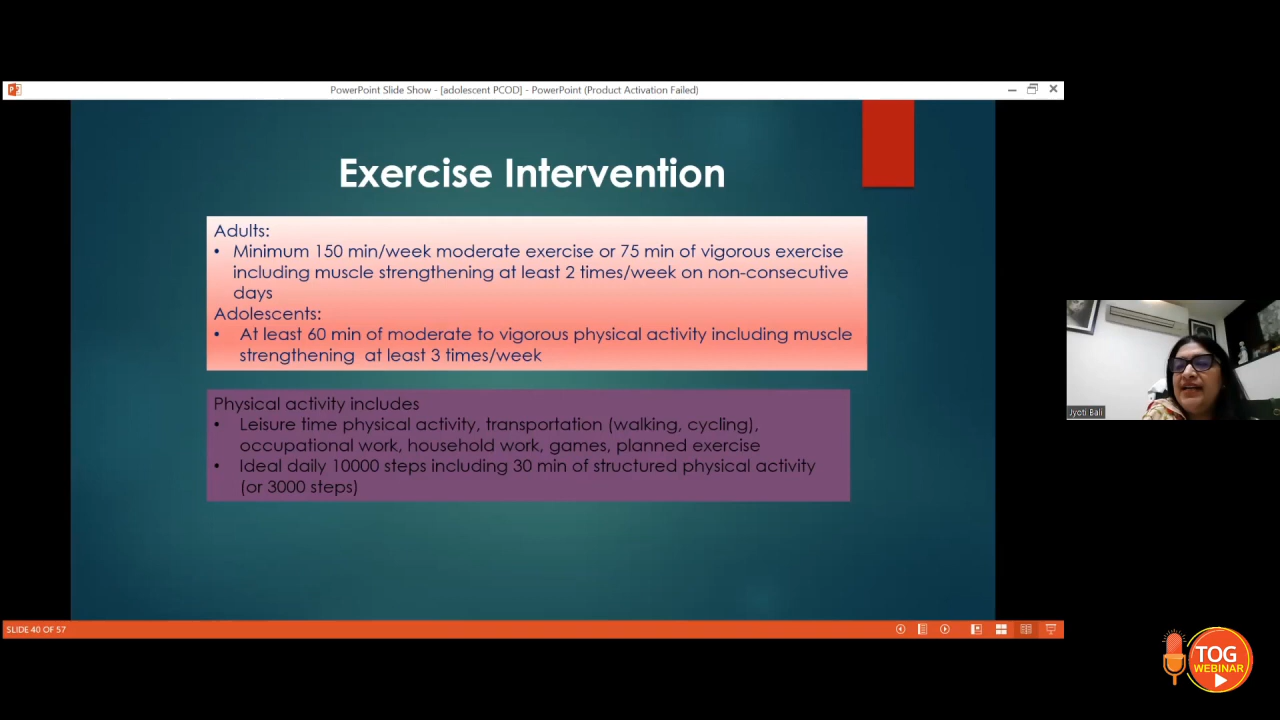 PowerPoint Slide Show - [adolescent PCOD] - PowerPoint (Product Activation Failed)
Exercise Intervention
Adults:
• Minimum 150 min/week moderate exercise or 75 min of vigorous exercise
including muscle strengthening at least 2 times/week on non-consecutive
days
Adolescents:
• At least 60 min of moderate to vigorous physical activity including muscle
strengthening at least 3 times/week
Physical activity includes
• Leisure time physical activity, transportation (walking, cycling),
occupational work, household work, games, planned exercise
• Ideal daily 10000 steps including 30 min of structured physical activity
(or 3000 steps)
Jyoti Bali
SLIDE 40 OF 57
TOG
WEBINAR